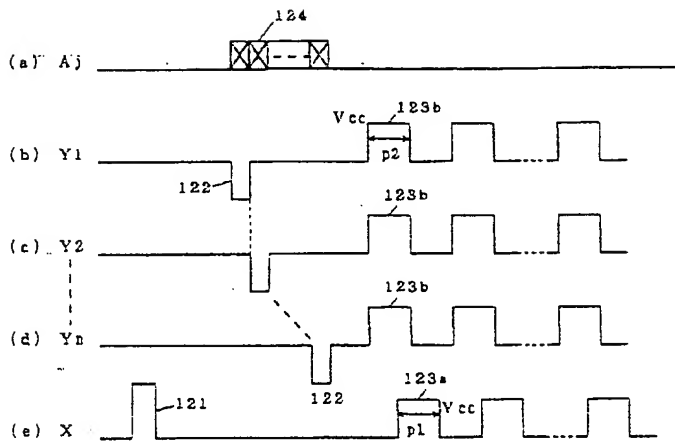 124
(a) Aj
123b
Vcc
(b) Y1
p2
122
123b
(c) Y2
123b
(d) Yn
122
123a
121
Vcc
(e) X
p1